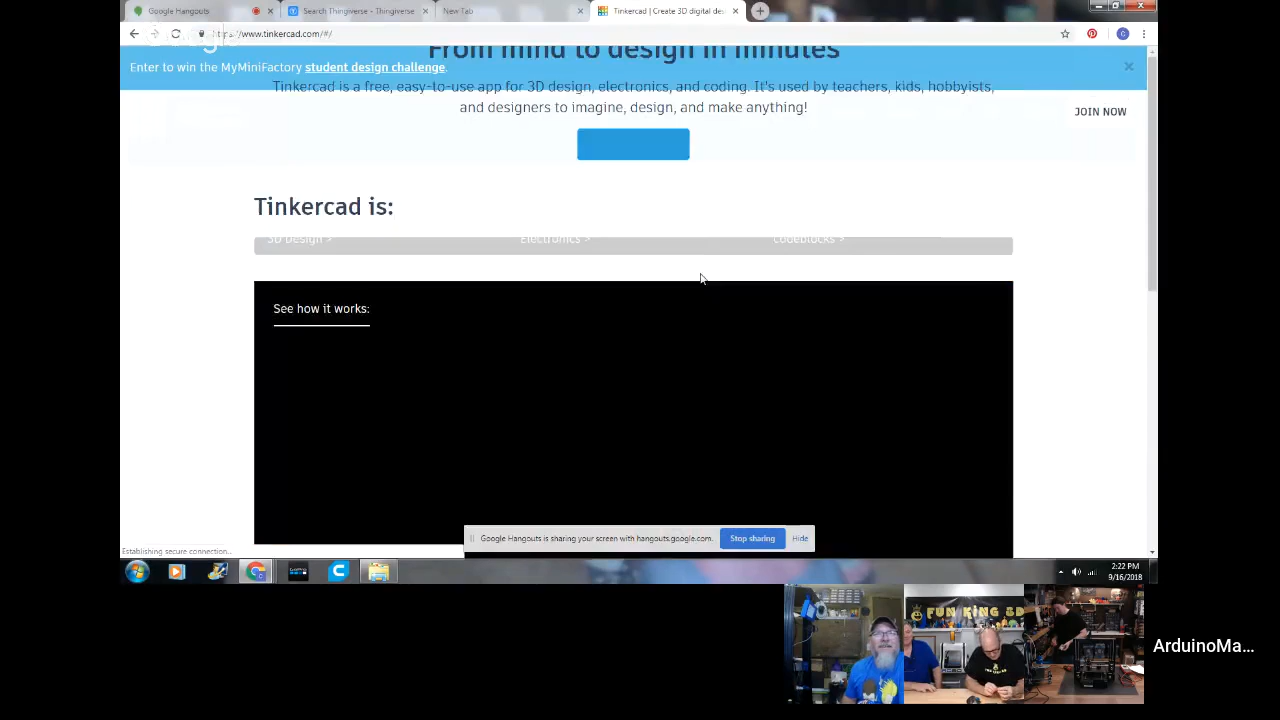 Google Hangouts
Search Thingiverse - Thingiverse
New Tab
Tinkercad | Create 3D digital des
https://www.tinkercad.com/#/
From mind to design in minutes
Enter to win the MyMiniFactory student design challenge.
Tinkercad is a free, easy-to-use app for 3D design, electronics, and coding. It's used by teachers, kids, hobbyists,
and designers to imagine, design, and make anything!
JOIN NOW
Tinkercad is:
3D Design > Electronics > Codeblocks >
See how it works:
Google Hangouts is sharing your screen with hangouts.google.com.
Stop sharing
Hide
Establishing secure connection...
2:22 PM
9/16/2018
FUN KING 3D
ArduinoMa...